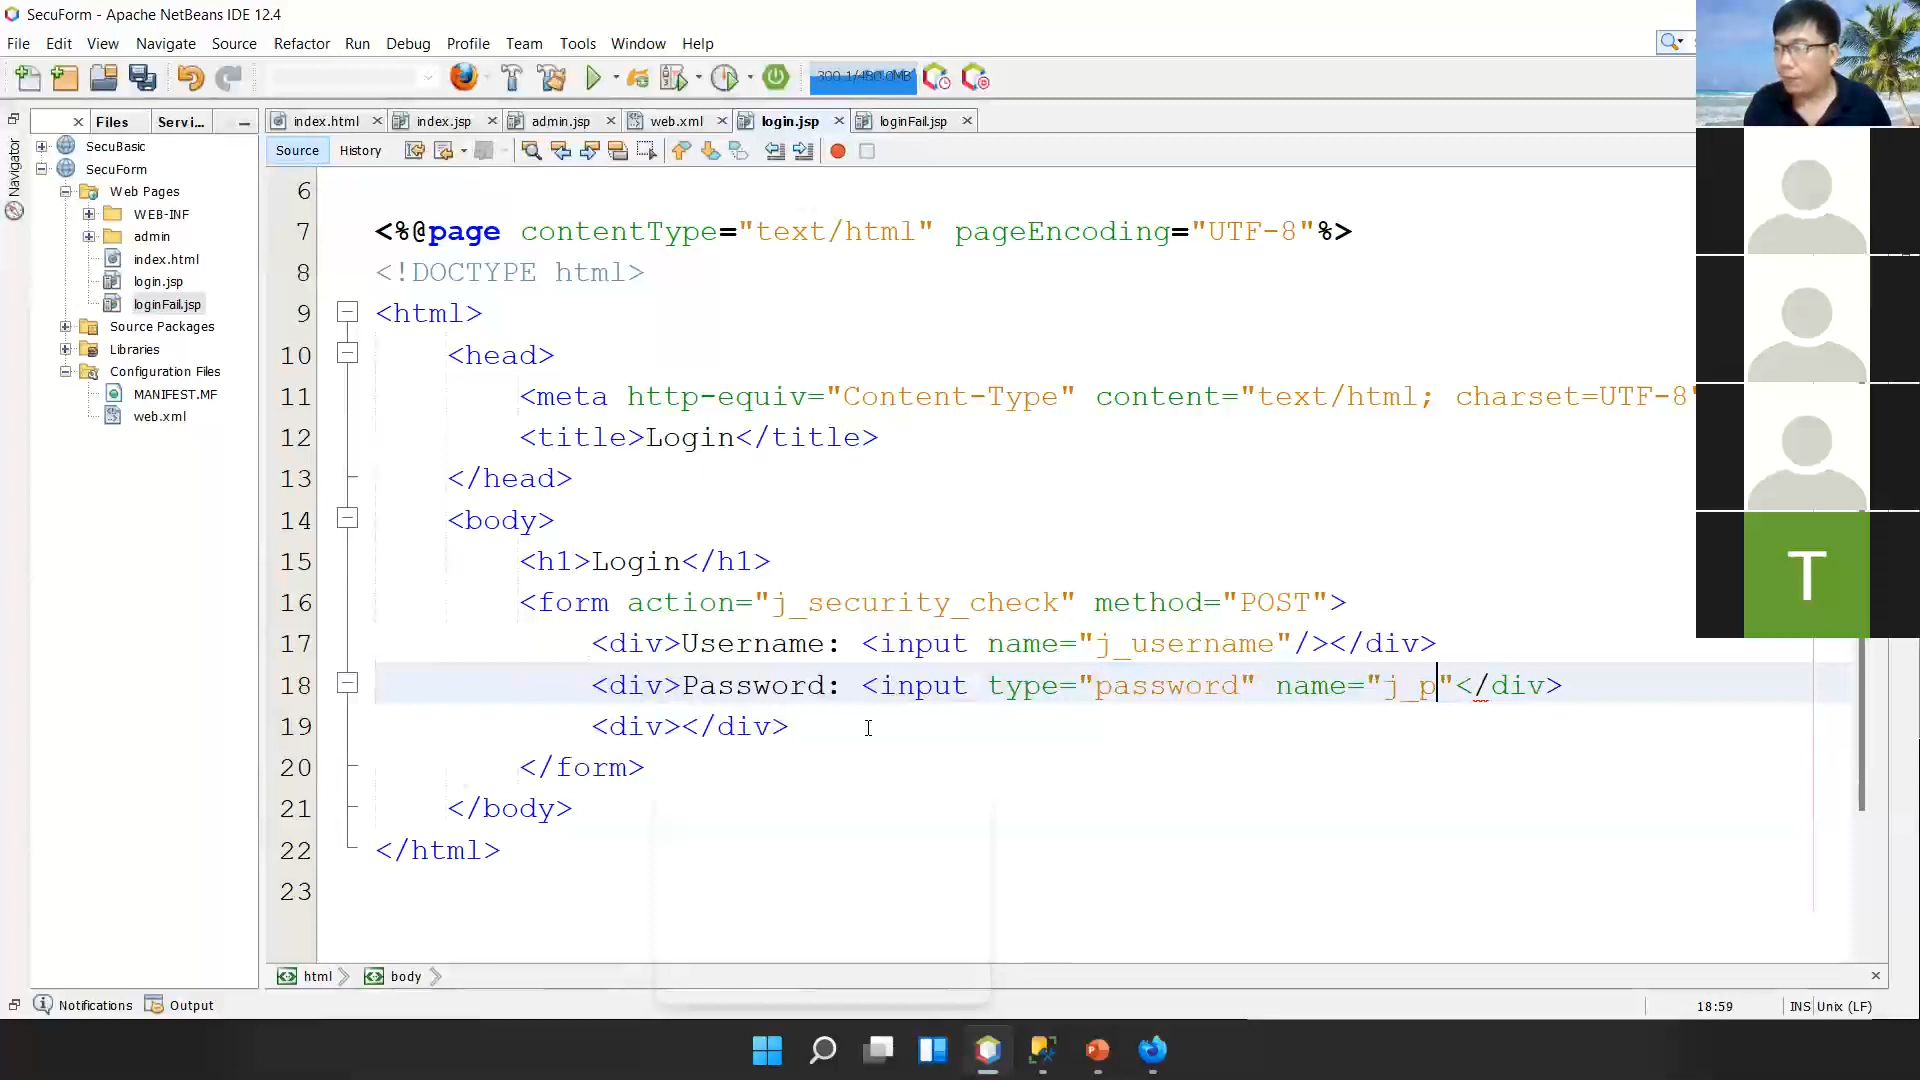 SecuForm - Apache NetBeans IDE 12.4
File Edit View Navigate Source Refactor Run Debug Profile Team Tools Window Help
Files Servi...
index.html index.jsp admin.jsp web.xml login.jsp loginFail.jsp
Source History
Navigator
SecuBasic
SecuForm
Web Pages
WEB-INF
admin
index.html
login.jsp
loginFail.jsp
Source Packages
Libraries
Configuration Files
MANIFEST.MF
web.xml
6
7 <%@page contentType="text/html" pageEncoding="UTF-8"%>
8 <!DOCTYPE html>
9 <html>
10 <head>
11 <meta http-equiv="Content-Type" content="text/html; charset=UTF-8"
12 <title>Login</title>
13 </head>
14 <body>
15 <h1>Login</h1>
16 <form action="j_security_check" method="POST">
17 <div>Username: <input name="j_username"/></div>
18 <div>Password: <input type="password" name="j_p"</div>
19 <div></div>
20 </form>
21 </body>
22 </html>
23
T
html body
Notifications Output
18:59 INS Unix (LF)